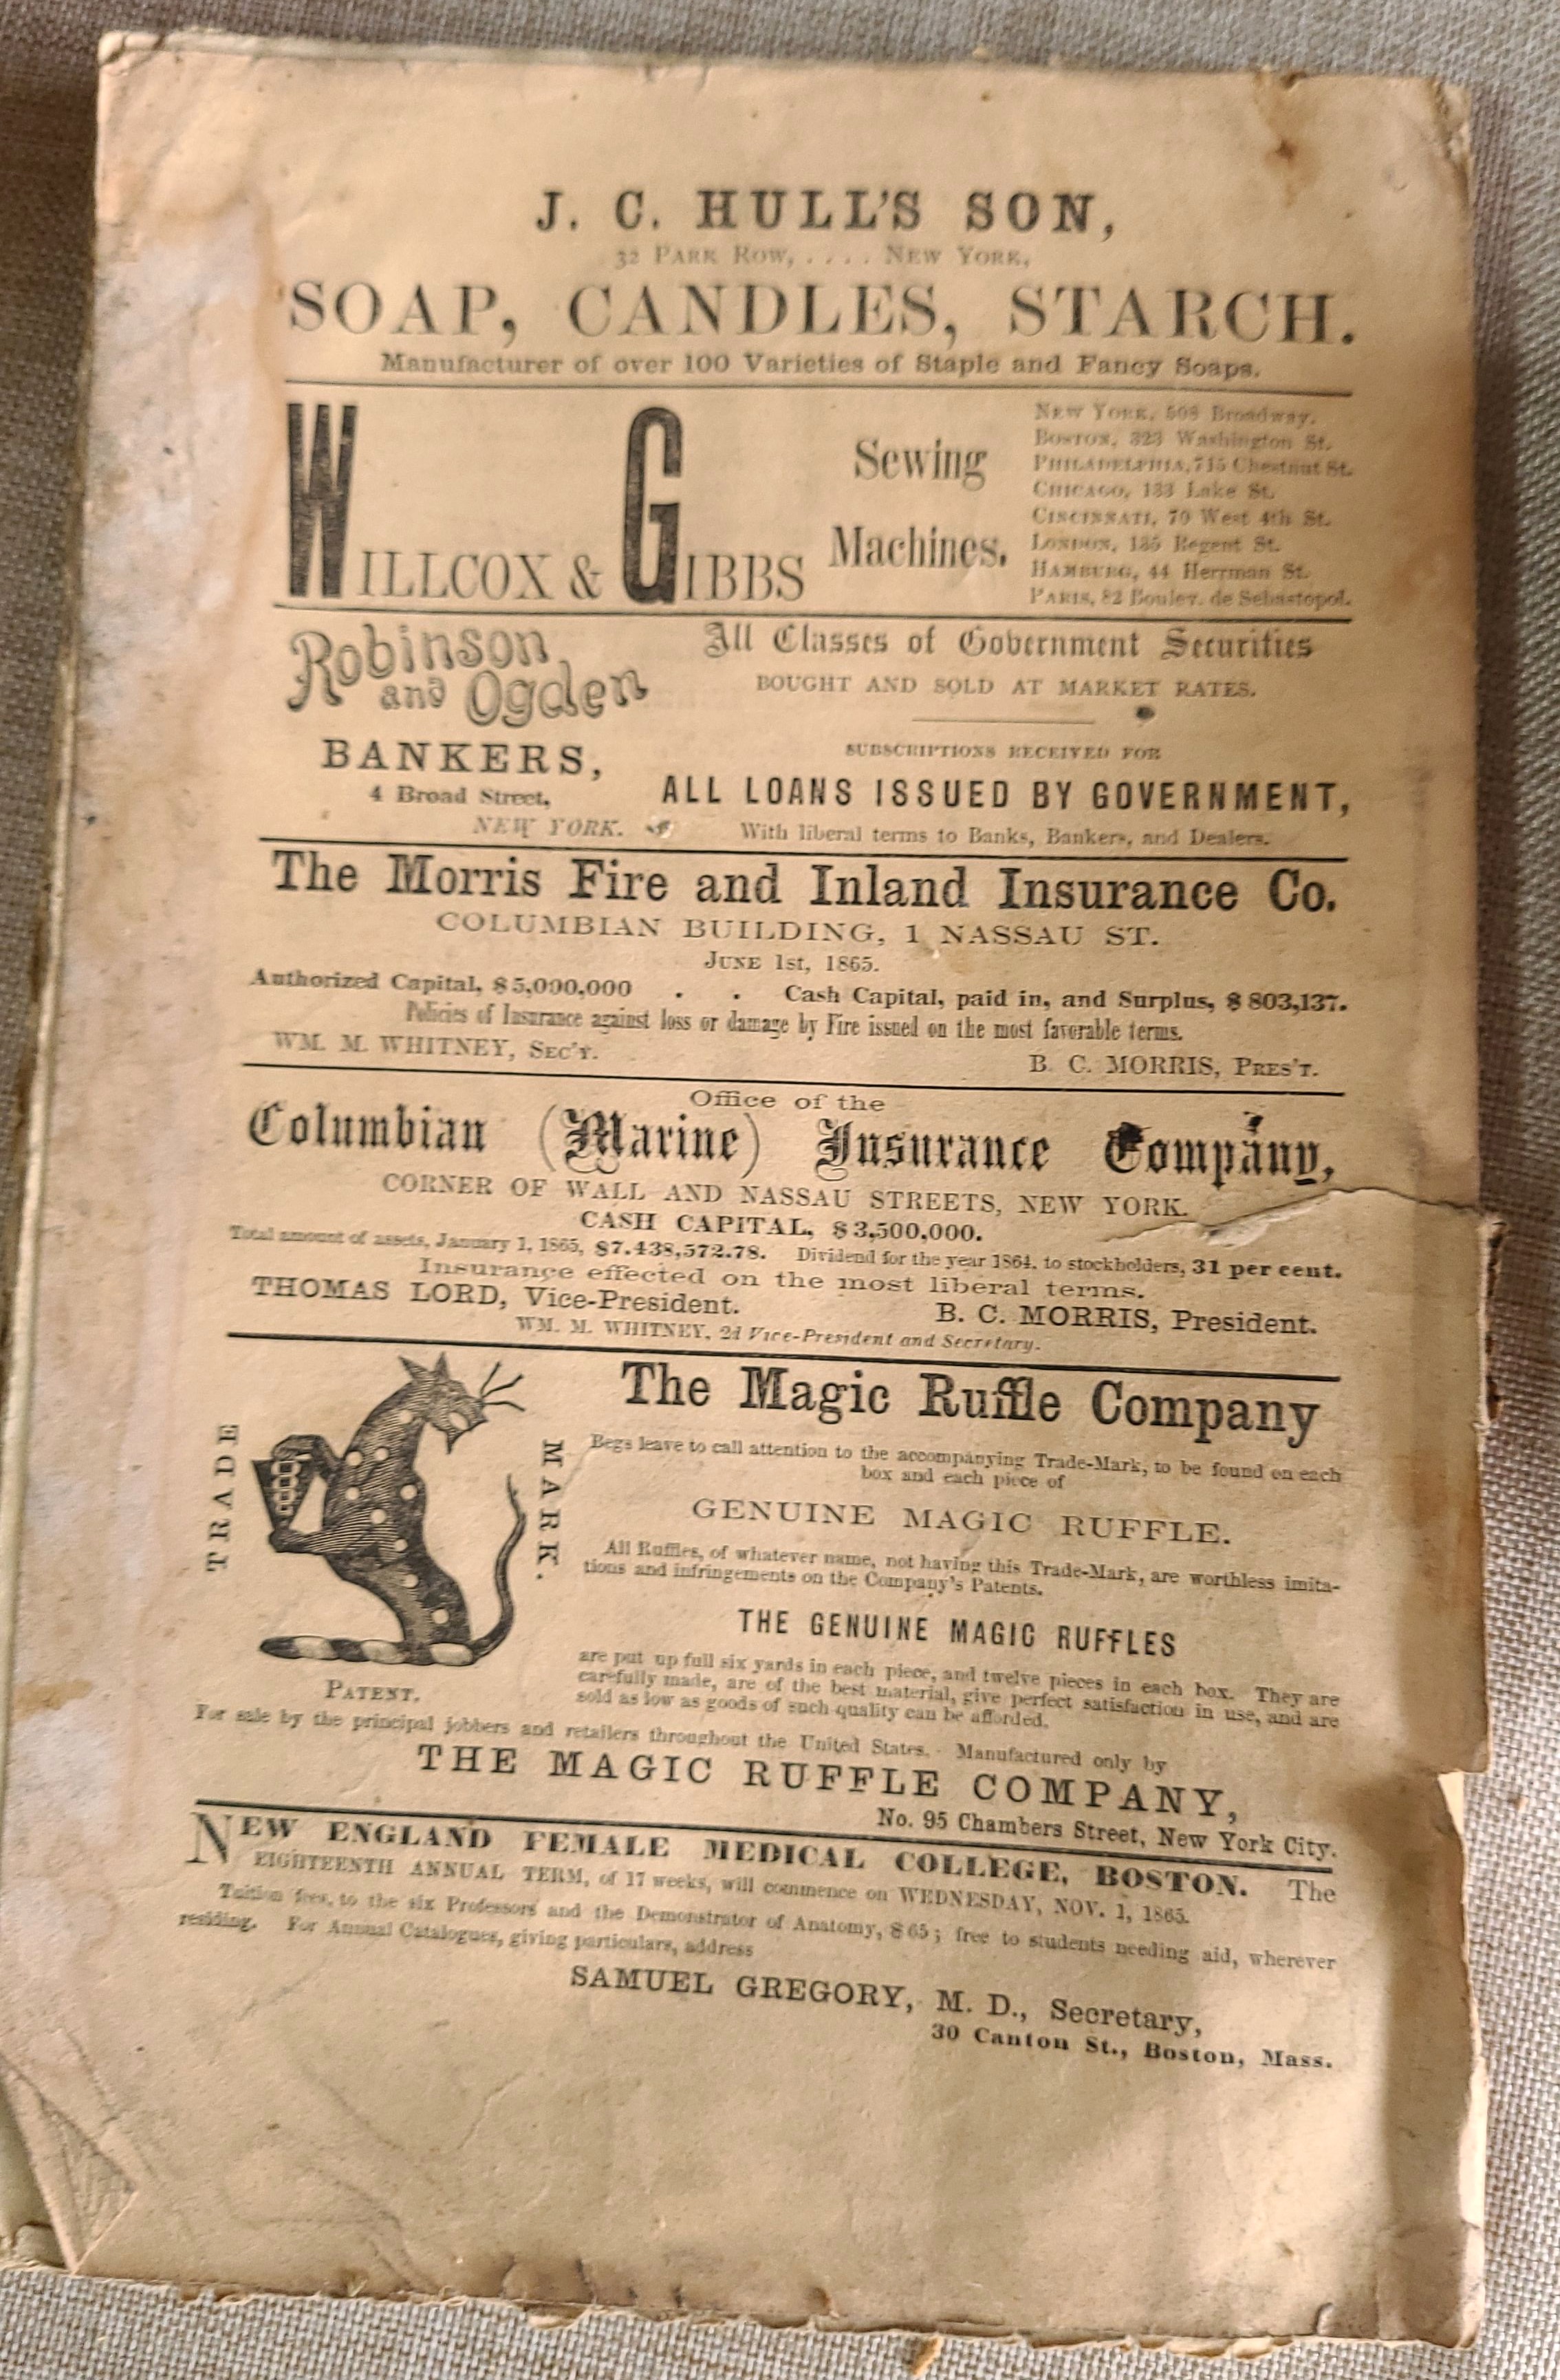 J. C. HULL'S SON,
32 PARK ROW, . . . . NEW YORK,
SOAP, CANDLES, STARCH.
Manufacturer of over 100 Varieties of Staple and Fancy Soaps.
WILLCOX & GIBBS
Sewing
Machines.
NEW YORK, 508 Broadway.
BOSTON, 323 Washington St.
PHILADELPHIA, 715 Chestnut St.
CHICAGO, 133 Lake St.
CINCINNATI, 70 West 4th St.
LONDON, 135 Regent St.
HAMBURG, 44 Herrman St.
PARIS, 82 Boulev. de Sebastopol.
Robinson
and Ogden
BANKERS,
4 Broad Street,
NEW YORK.
All Classes of Government Securities
BOUGHT AND SOLD AT MARKET RATES.
SUBSCRIPTIONS RECEIVED FOR
ALL LOANS ISSUED BY GOVERNMENT,
With liberal terms to Banks, Bankers, and Dealers.
The Morris Fire and Inland Insurance Co.
COLUMBIAN BUILDING, 1 NASSAU ST.
JUNE 1st, 1865.
Authorized Capital, $5,000,000 . . Cash Capital, paid in, and Surplus, $803,137.
Policies of Insurance against loss or damage by Fire issued on the most favorable terms.
WM. M. WHITNEY, SEC'Y. B. C. MORRIS, PRES'T.
Office of the
Columbian (Marine) Insurance Company,
CORNER OF WALL AND NASSAU STREETS, NEW YORK.
CASH CAPITAL, $3,500,000.
Total amount of assets, January 1, 1865, $7.438,572.78. Dividend for the year 1864, to stockholders, 31 per cent.
Insurance effected on the most liberal terms.
THOMAS LORD, Vice-President. B. C. MORRIS, President.
WM. M. WHITNEY, 2d Vice-President and Secretary.
TRADE
MARK.
PATENT.
The Magic Ruffle Company
Begs leave to call attention to the accompanying Trade-Mark, to be found on each
box and each piece of
GENUINE MAGIC RUFFLE.
All Ruffles, of whatever name, not having this Trade-Mark, are worthless imita-
tions and infringements on the Company's Patents.
THE GENUINE MAGIC RUFFLES
are put up full six yards in each piece, and twelve pieces in each box. They are
carefully made, are of the best material, give perfect satisfaction in use, and are
sold as low as goods of such quality can be afforded.
For sale by the principal jobbers and retailers throughout the United States. Manufactured only by
THE MAGIC RUFFLE COMPANY,
No. 95 Chambers Street, New York City.
NEW ENGLAND FEMALE MEDICAL COLLEGE, BOSTON. The
EIGHTEENTH ANNUAL TERM, of 17 weeks, will commence on WEDNESDAY, NOV. 1, 1865.
Tuition fees, to the six Professors and the Demonstrator of Anatomy, $65; free to students needing aid, wherever
residing. For Annual Catalogues, giving particulars, address
SAMUEL GREGORY, M. D., Secretary,
30 Canton St., Boston, Mass.